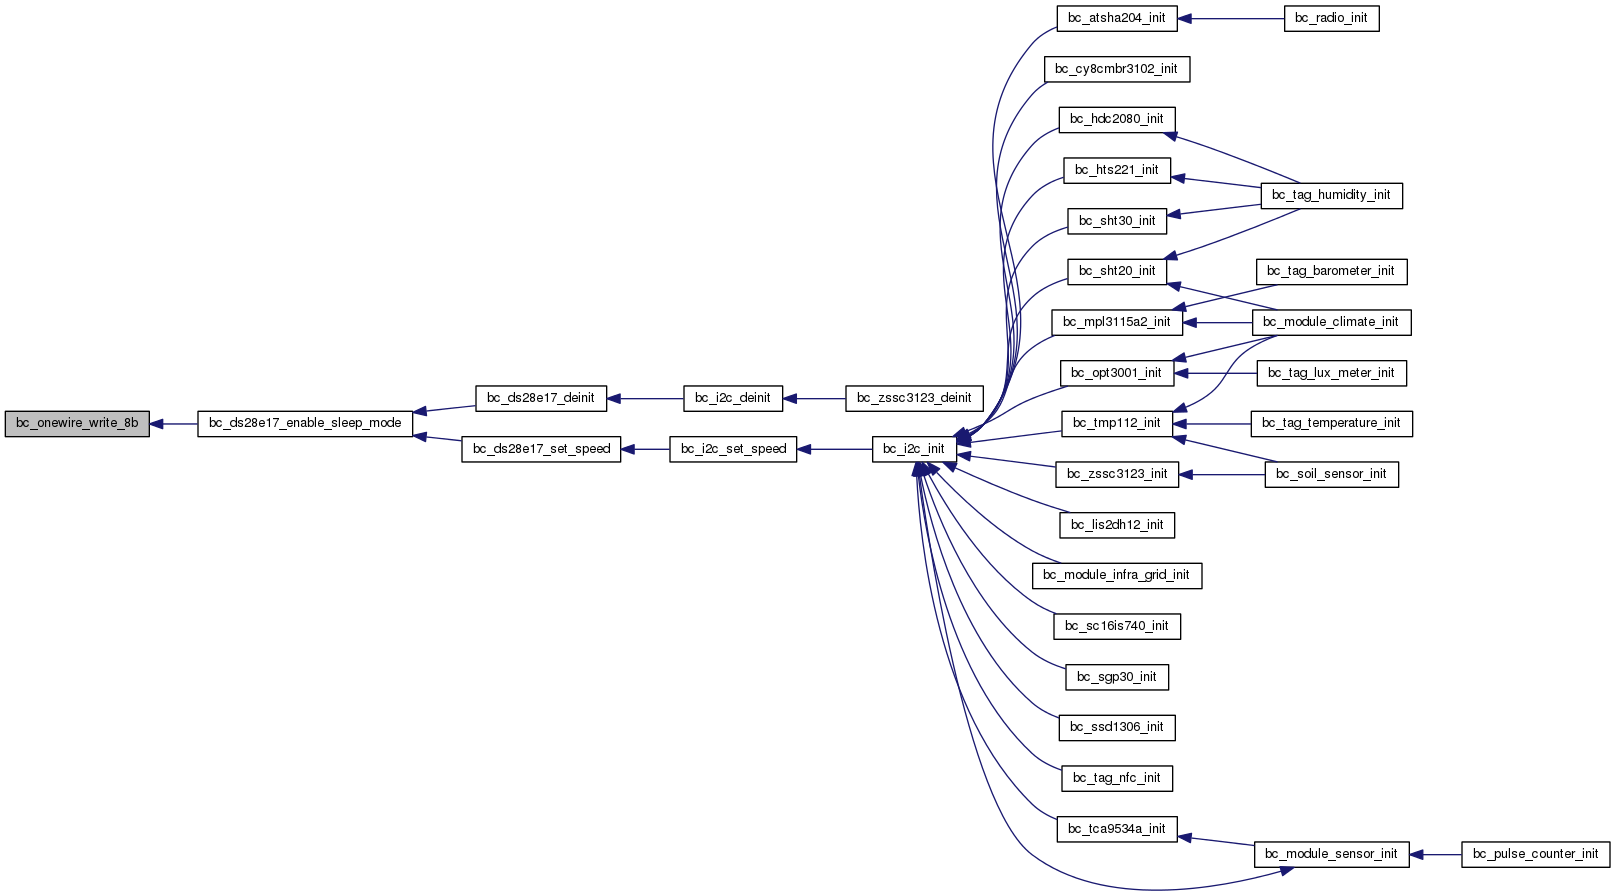 bc_onewire_write_8b
bc_ds28e17_enable_sleep_mode
bc_ds28e17_deinit
bc_ds28e17_set_speed
bc_i2c_deinit
bc_i2c_set_speed
bc_zssc3123_deinit
bc_i2c_init
bc_atsha204_init
bc_radio_init
bc_cy8cmbr3102_init
bc_hdc2080_init
bc_hts221_init
bc_tag_humidity_init
bc_sht30_init
bc_sht20_init
bc_tag_barometer_init
bc_mpl3115a2_init
bc_module_climate_init
bc_opt3001_init
bc_tag_lux_meter_init
bc_tmp112_init
bc_tag_temperature_init
bc_zssc3123_init
bc_soil_sensor_init
bc_lis2dh12_init
bc_module_infra_grid_init
bc_sc16is740_init
bc_sgp30_init
bc_ssd1306_init
bc_tag_nfc_init
bc_tca9534a_init
bc_module_sensor_init
bc_pulse_counter_init